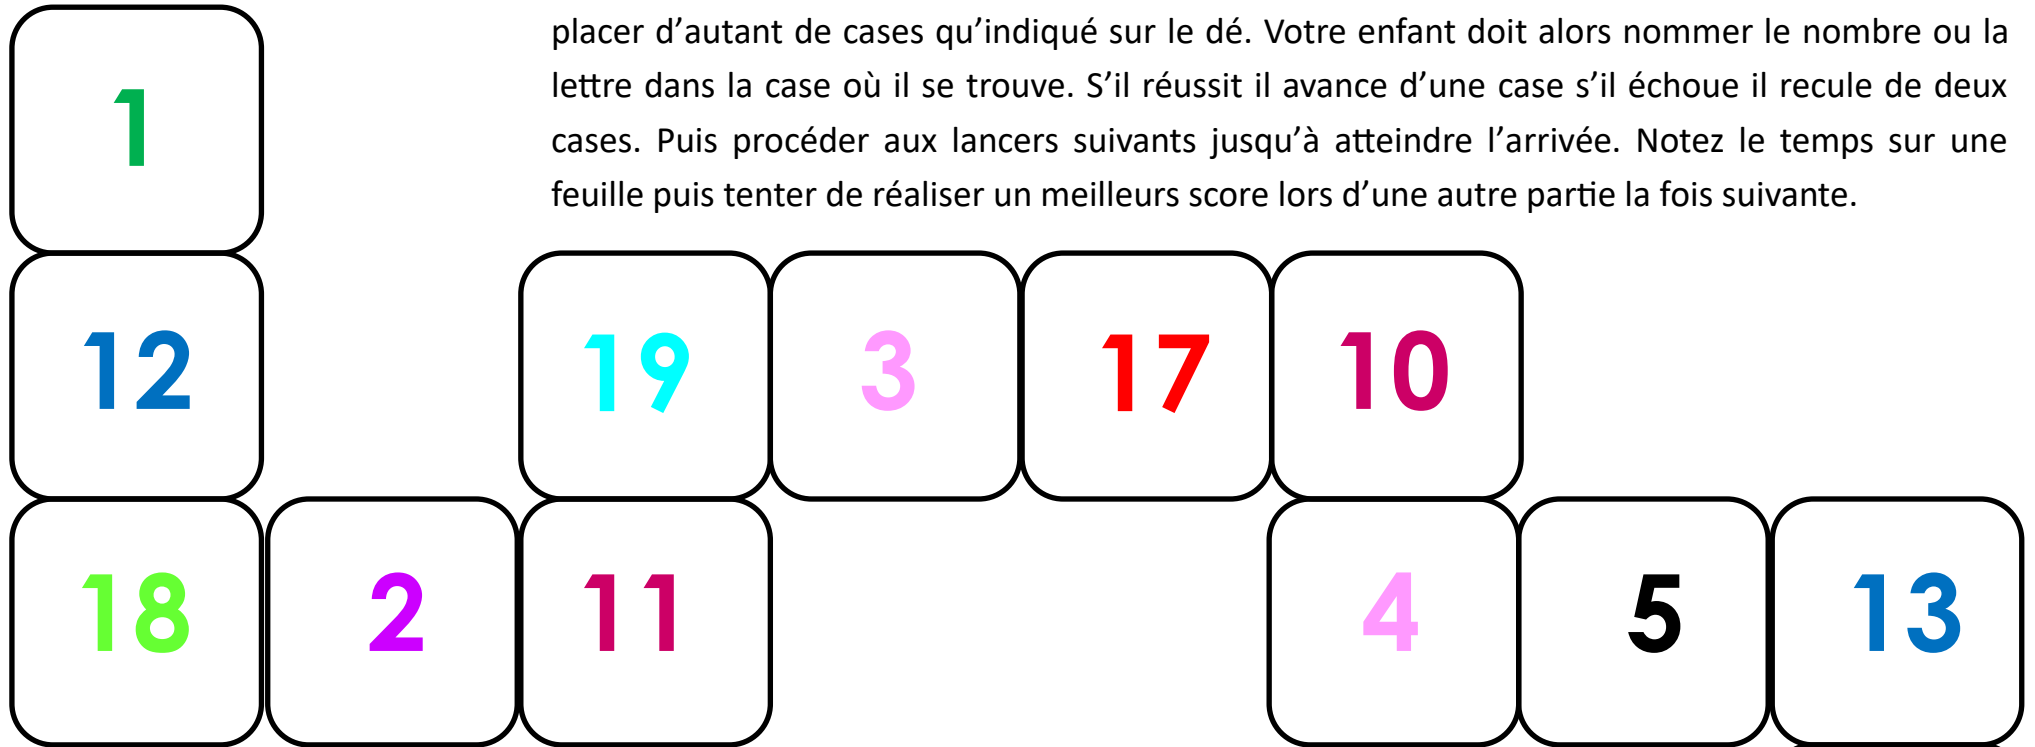 placer d’autant de cases qu’indiqué sur le dé. Votre enfant doit alors nommer le nombre ou la
lettre dans la case où il se trouve. S’il réussit il avance d’une case s’il échoue il recule de deux
cases. Puis procéder aux lancers suivants jusqu’à atteindre l’arrivée. Notez le temps sur une
feuille puis tenter de réaliser un meilleurs score lors d’une autre partie la fois suivante.
1
12 19 3 17 10
18 2 11 4 5 13